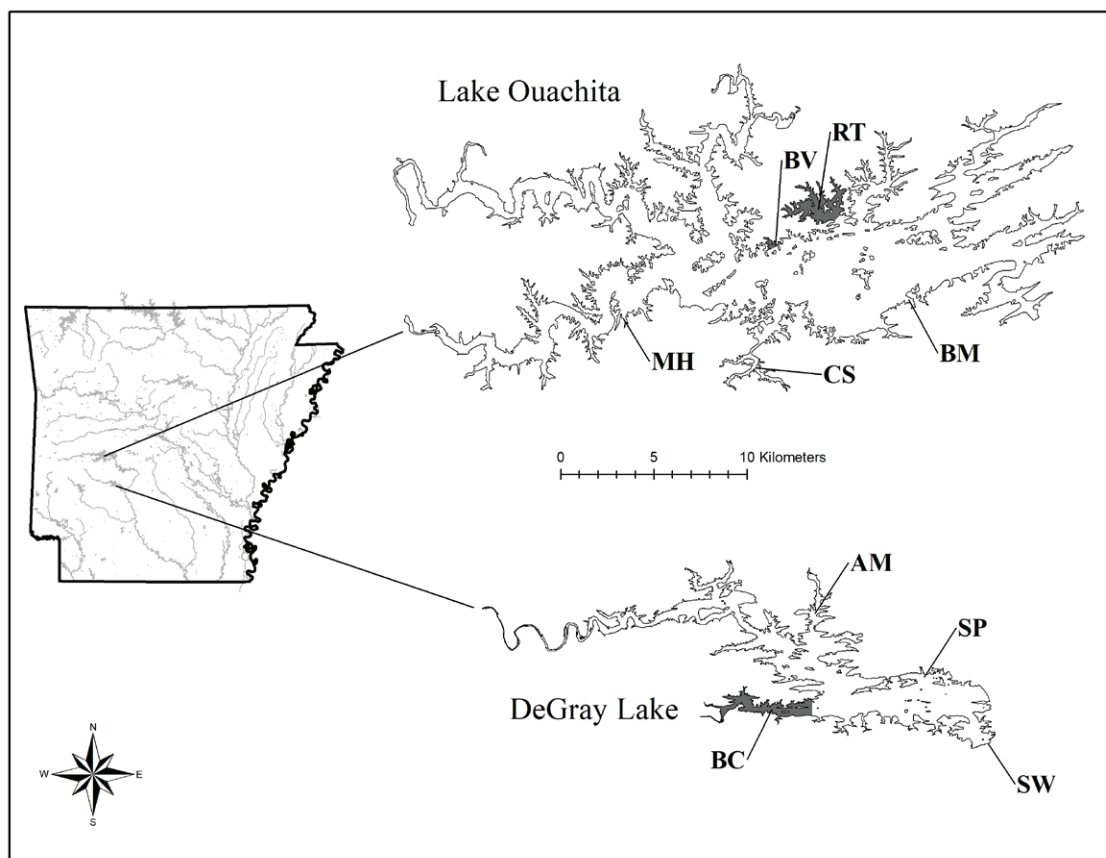 Lake Ouachita
RT
BV
MH
CS
BM
0 5 10 Kilometers
AM
SP
DeGray Lake
BC
SW
N
W E
S